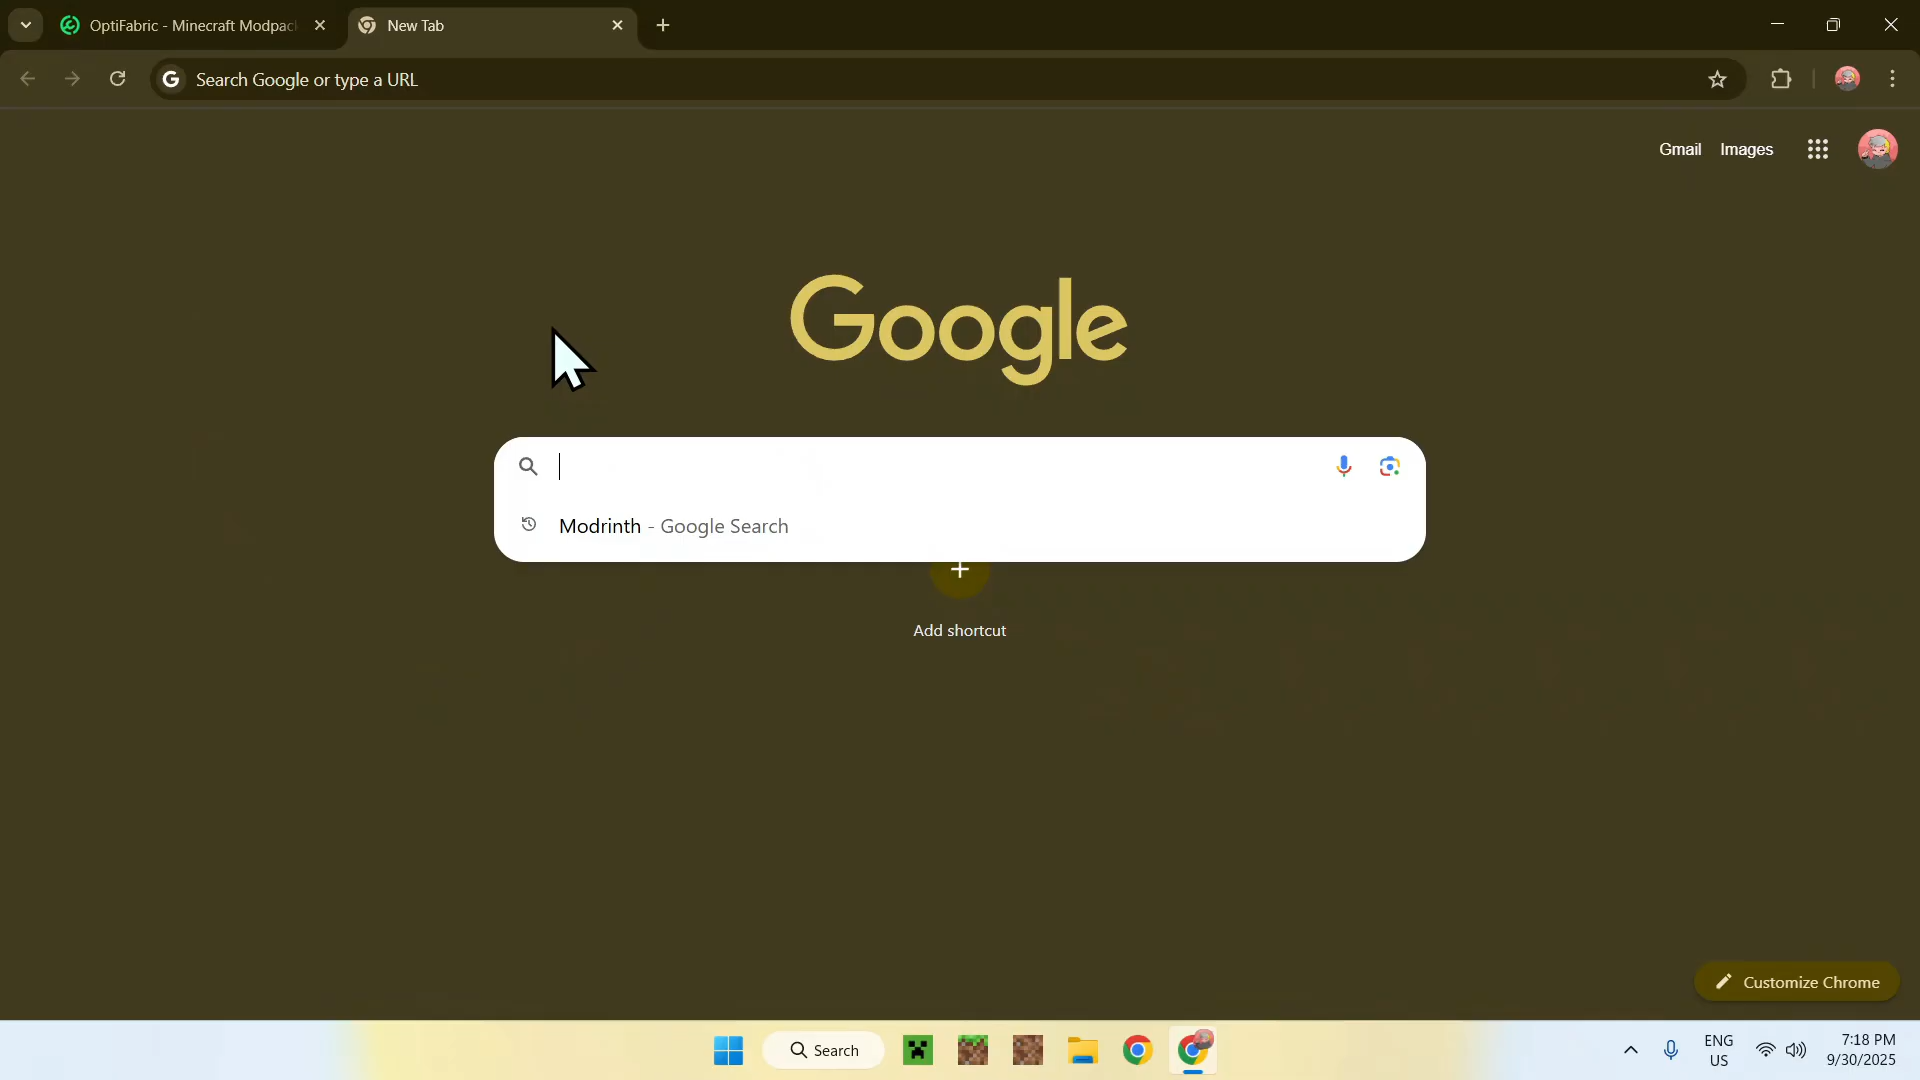 OptiFabric - Minecraft Modpac
New Tab
Search Google or type a URL
Gmail
Images
Google
Modrinth - Google Search
Add shortcut
Customize Chrome
Search
ENG
US
7:18 PM
9/30/2025